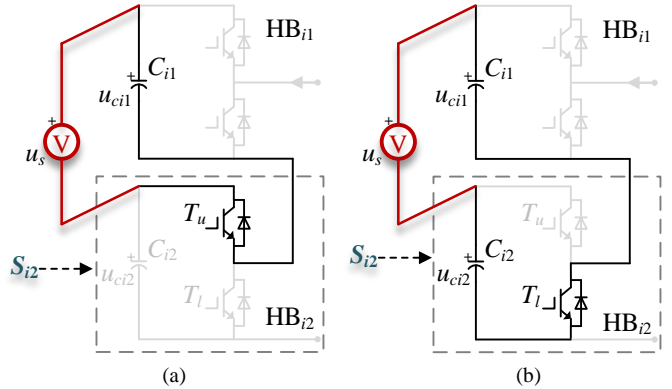 HBi1
Ci1
+
uci1
+
V
us
Tu
Si2
+
Ci2
uci2
Tl
HBi2
(a)
HBi1
Ci1
+
uci1
+
V
us
Tu
Si2
+
Ci2
uci2
Tl
HBi2
(b)